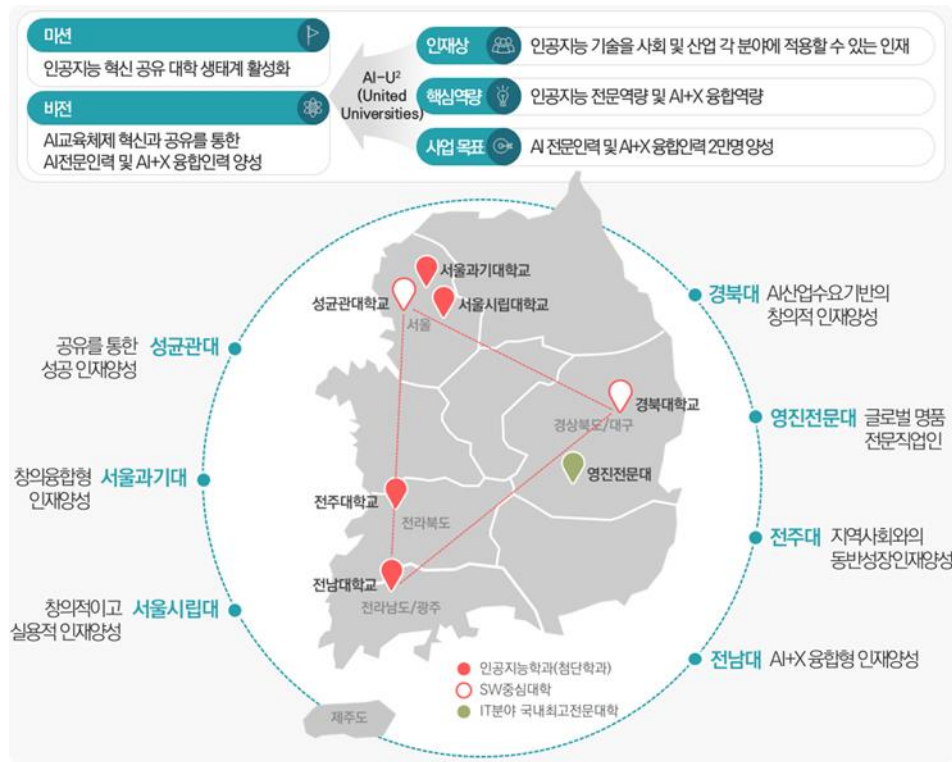 미션
인공지능 혁신 공유 대학 생태계 활성화
비전
AI교육체제 혁신과 공유를 통한
AI전문인력 및 AI+X 융합인력 양성
AI-U²
(United
Universities)
인재상
인공지능 기술을 사회 및 산업 각 분야에 적용할 수 있는 인재
핵심역량
인공지능 전문역량 및 AI+X 융합역량
사업 목표
AI 전문인력 및 AI+X 융합인력 2만명 양성
서울과기대학교
성균관대학교
서울시립대학교
서울
경북대학교
경상북도/대구
영진전문대
전주대학교
전라북도
전남대학교
전라남도/광주
제주도
공유를 통한
성공 인재양성
성균관대
창의융합형
인재양성
서울과기대
창의적이고
실용적 인재양성
서울시립대
경북대
AI산업수요기반의
창의적 인재양성
영진전문대
글로벌 명품
전문직업인
전주대
지역사회와의
동반성장인재양성
전남대
AI+X 융합형 인재양성
인공지능학과(첨단학과)
SW중심대학
IT분야 국내최고전문대학